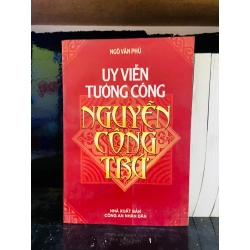 NGÔ VĂN PHÚ
UY VIỄN
TƯỚNG CÔNG
NGUYỄN
CÔNG
TRỨ
NHÀ XUẤT BẢN
CÔNG AN NHÂN DÂN